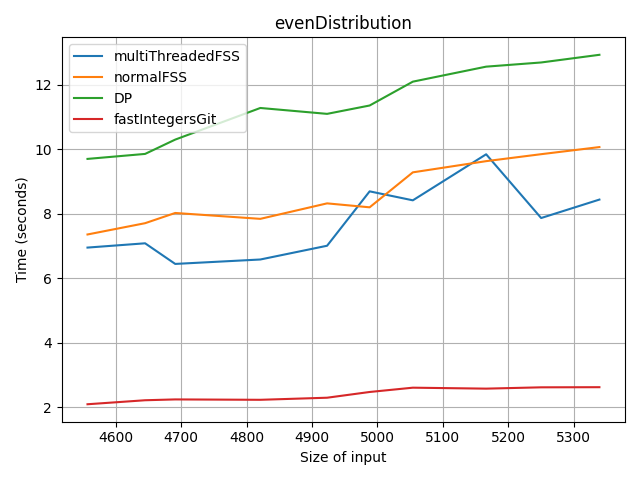 evenDistribution
multiThreadedFSS
normalFSS
DP
fastIntegersGit
Time (seconds)
12
10
8
6
4
2
4600 4700 4800 4900 5000 5100 5200 5300
Size of input